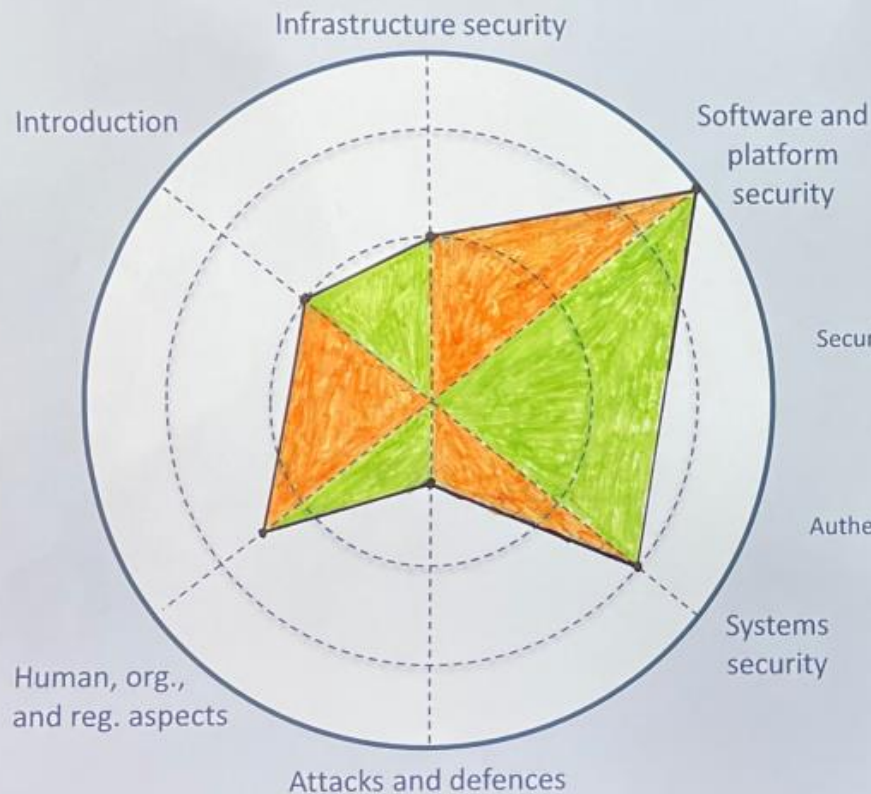 Infrastructure security
Introduction
Software and
platform
security
Systems
security
Human, org.,
and reg. aspects
Attacks and defences